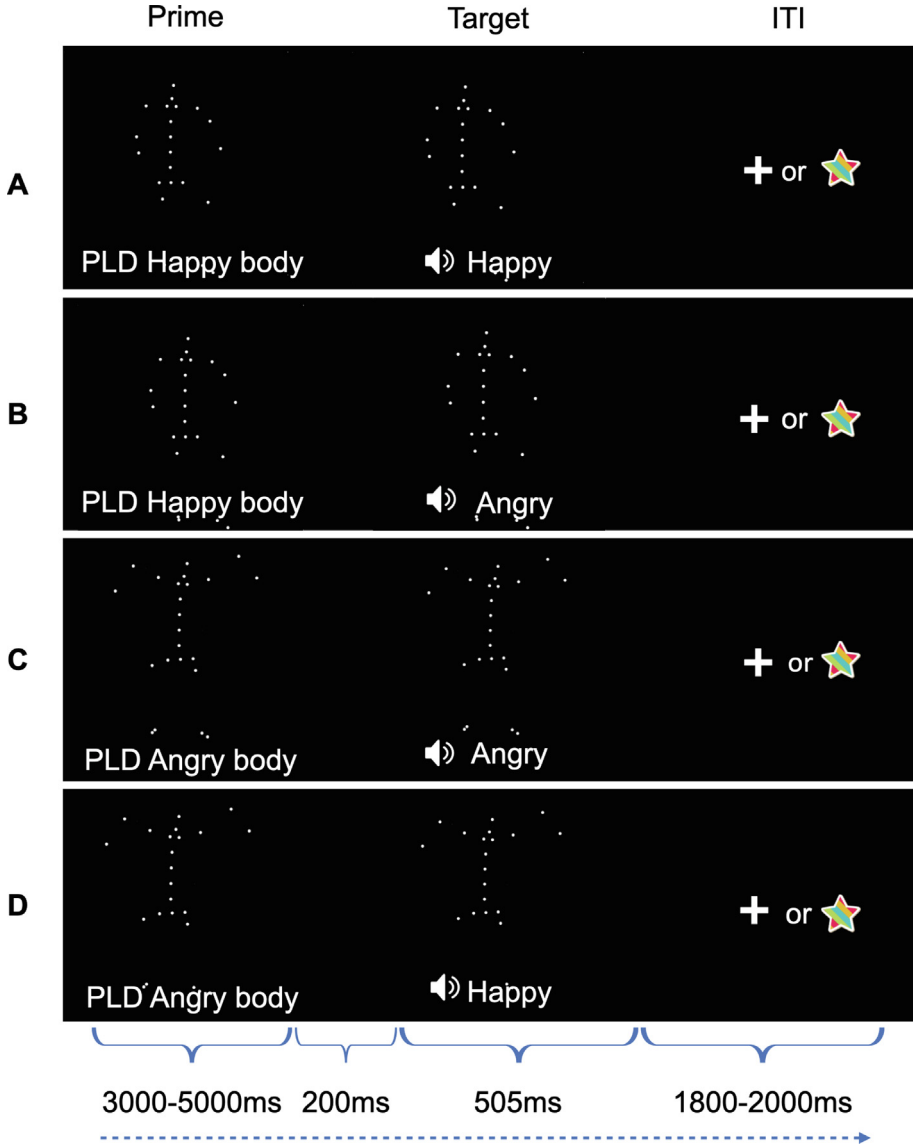 Prime Target ITI
A
+ or
PLD Happy body Happy
B
+ or
PLD Happy body Angry
C
+ or
PLD Angry body Angry
D
+ or
PLD Angry body Happy
3000-5000ms 200ms 505ms 1800-2000ms